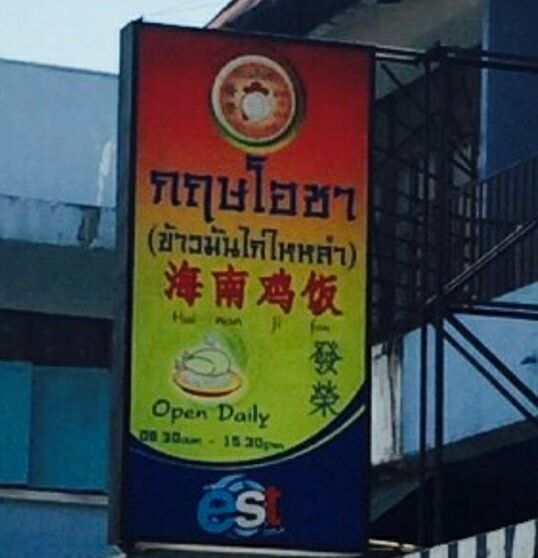 กฤษโอชา
(ข้าวมันไก่ไหหลำ)
海南鸡饭
Hai nan ji fan
發榮
Open Daily
06.30am - 15.30pm
est